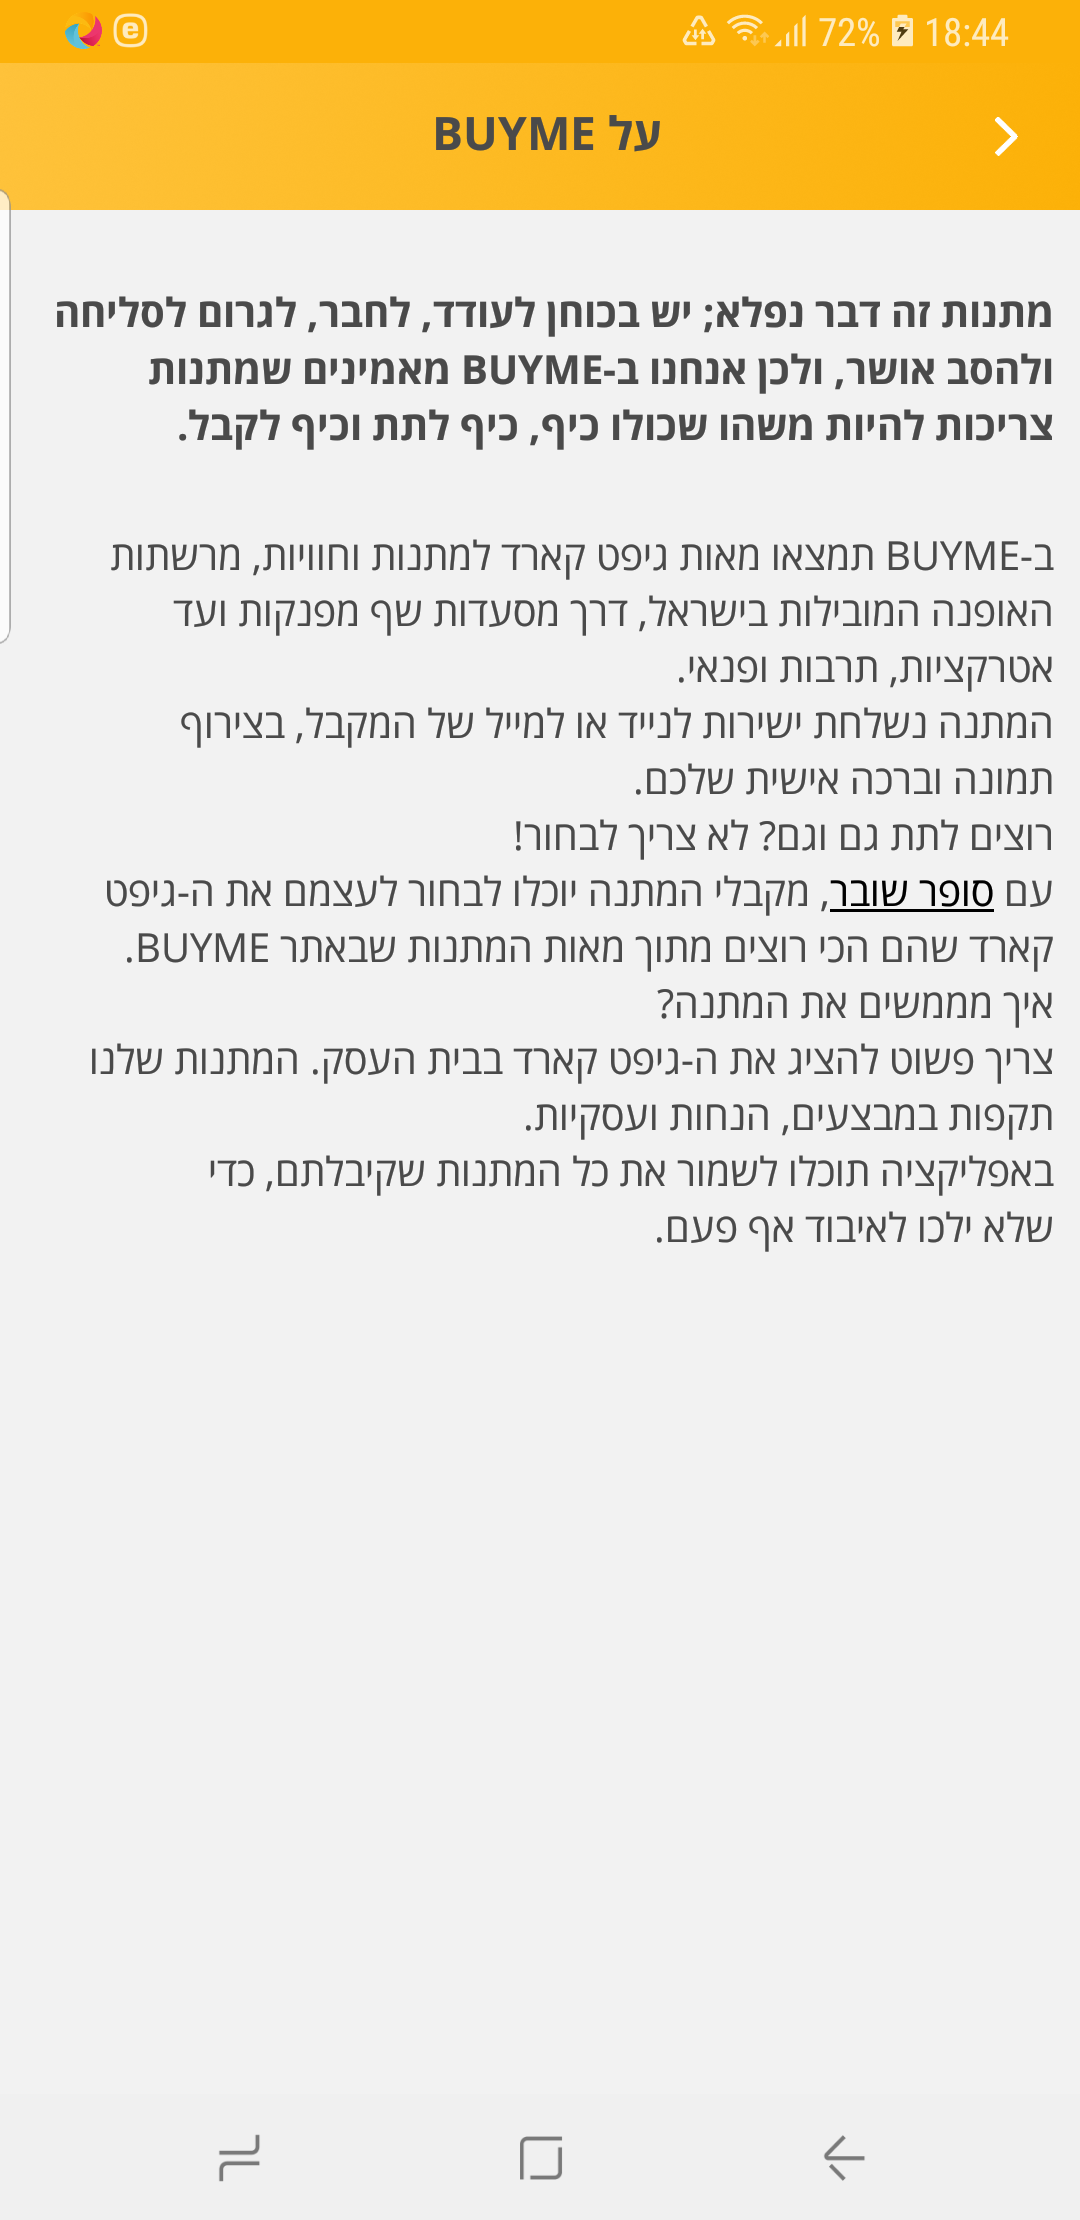 72% 18:44
על BUYME
מתנות זה דבר נפלא; יש בכוחן לעודד, לחבר, לגרום לסליחה
ולהסב אושר, ולכן אנחנו ב-BUYME מאמינים שמתנות
צריכות להיות משהו שכולו כיף, כיף לתת וכיף לקבל.
ב-BUYME תמצאו מאות גיפט קארד למתנות וחוויות, מרשתות
האופנה המובילות בישראל, דרך מסעדות שף מפנקות ועד
אטרקציות, תרבות ופנאי.
המתנה נשלחת ישירות לנייד או למייל של המקבל, בצירוף
תמונה וברכה אישית שלכם.
רוצים לתת גם וגם? לא צריך לבחור!
עם סופר שובר, מקבלי המתנה יוכלו לבחור לעצמם את ה-גיפט
קארד שהם הכי רוצים מתוך מאות המתנות שבאתר BUYME.
איך מממשים את המתנה?
צריך פשוט להציג את ה-גיפט קארד בבית העסק. המתנות שלנו
תקפות במבצעים, הנחות ועסקיות.
באפליקציה תוכלו לשמור את כל המתנות שקיבלתם, כדי
שלא ילכו לאיבוד אף פעם.